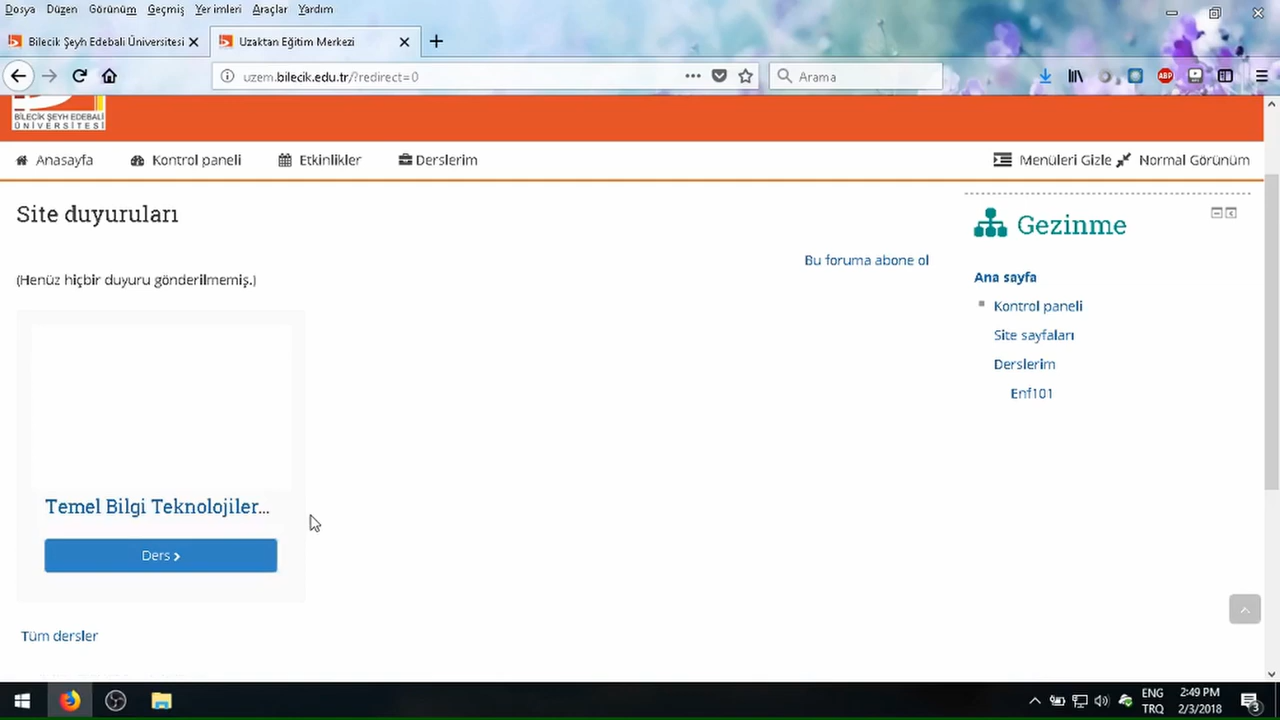 Dosya Düzen Görünüm Geçmiş Yer imleri Araçlar Yardım
Bilecik Şeyh Edebali Üniversitesi
Uzaktan Eğitim Merkezi
uzem.bilecik.edu.tr/?redirect=0
Arama
ABP
BİLECİK ŞEYH EDEBALİ
ÜNİVERSİTESİ
Anasayfa Kontrol paneli Etkinlikler Derslerim Menüleri Gizle Normal Görünüm
Site duyuruları
Gezinme
Bu foruma abone ol
(Henüz hiçbir duyuru gönderilmemiş.)
Ana sayfa
Kontrol paneli
Site sayfaları
Derslerim
Enf101
Temel Bilgi Teknolojiler...
Ders
Tüm dersler
ENG 2:49 PM
TRQ 2/3/2018
3